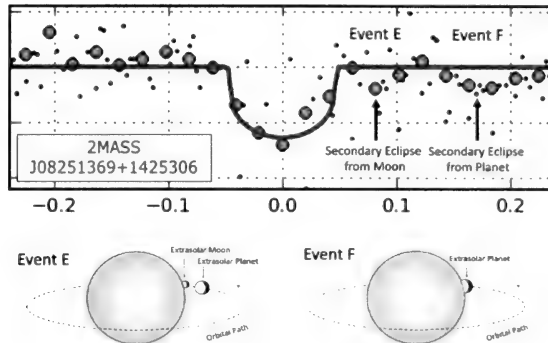 Event E
Event F
2MASS
J08251369+1425306
Secondary Eclipse
from Moon
Secondary Eclipse
from Planet
−0.2
−0.1
0.0
0.1
0.2
Event E
Extrasolar Moon
Extrasolar Planet
Orbital Path
Event F
Extrasolar Planet
Orbital Path